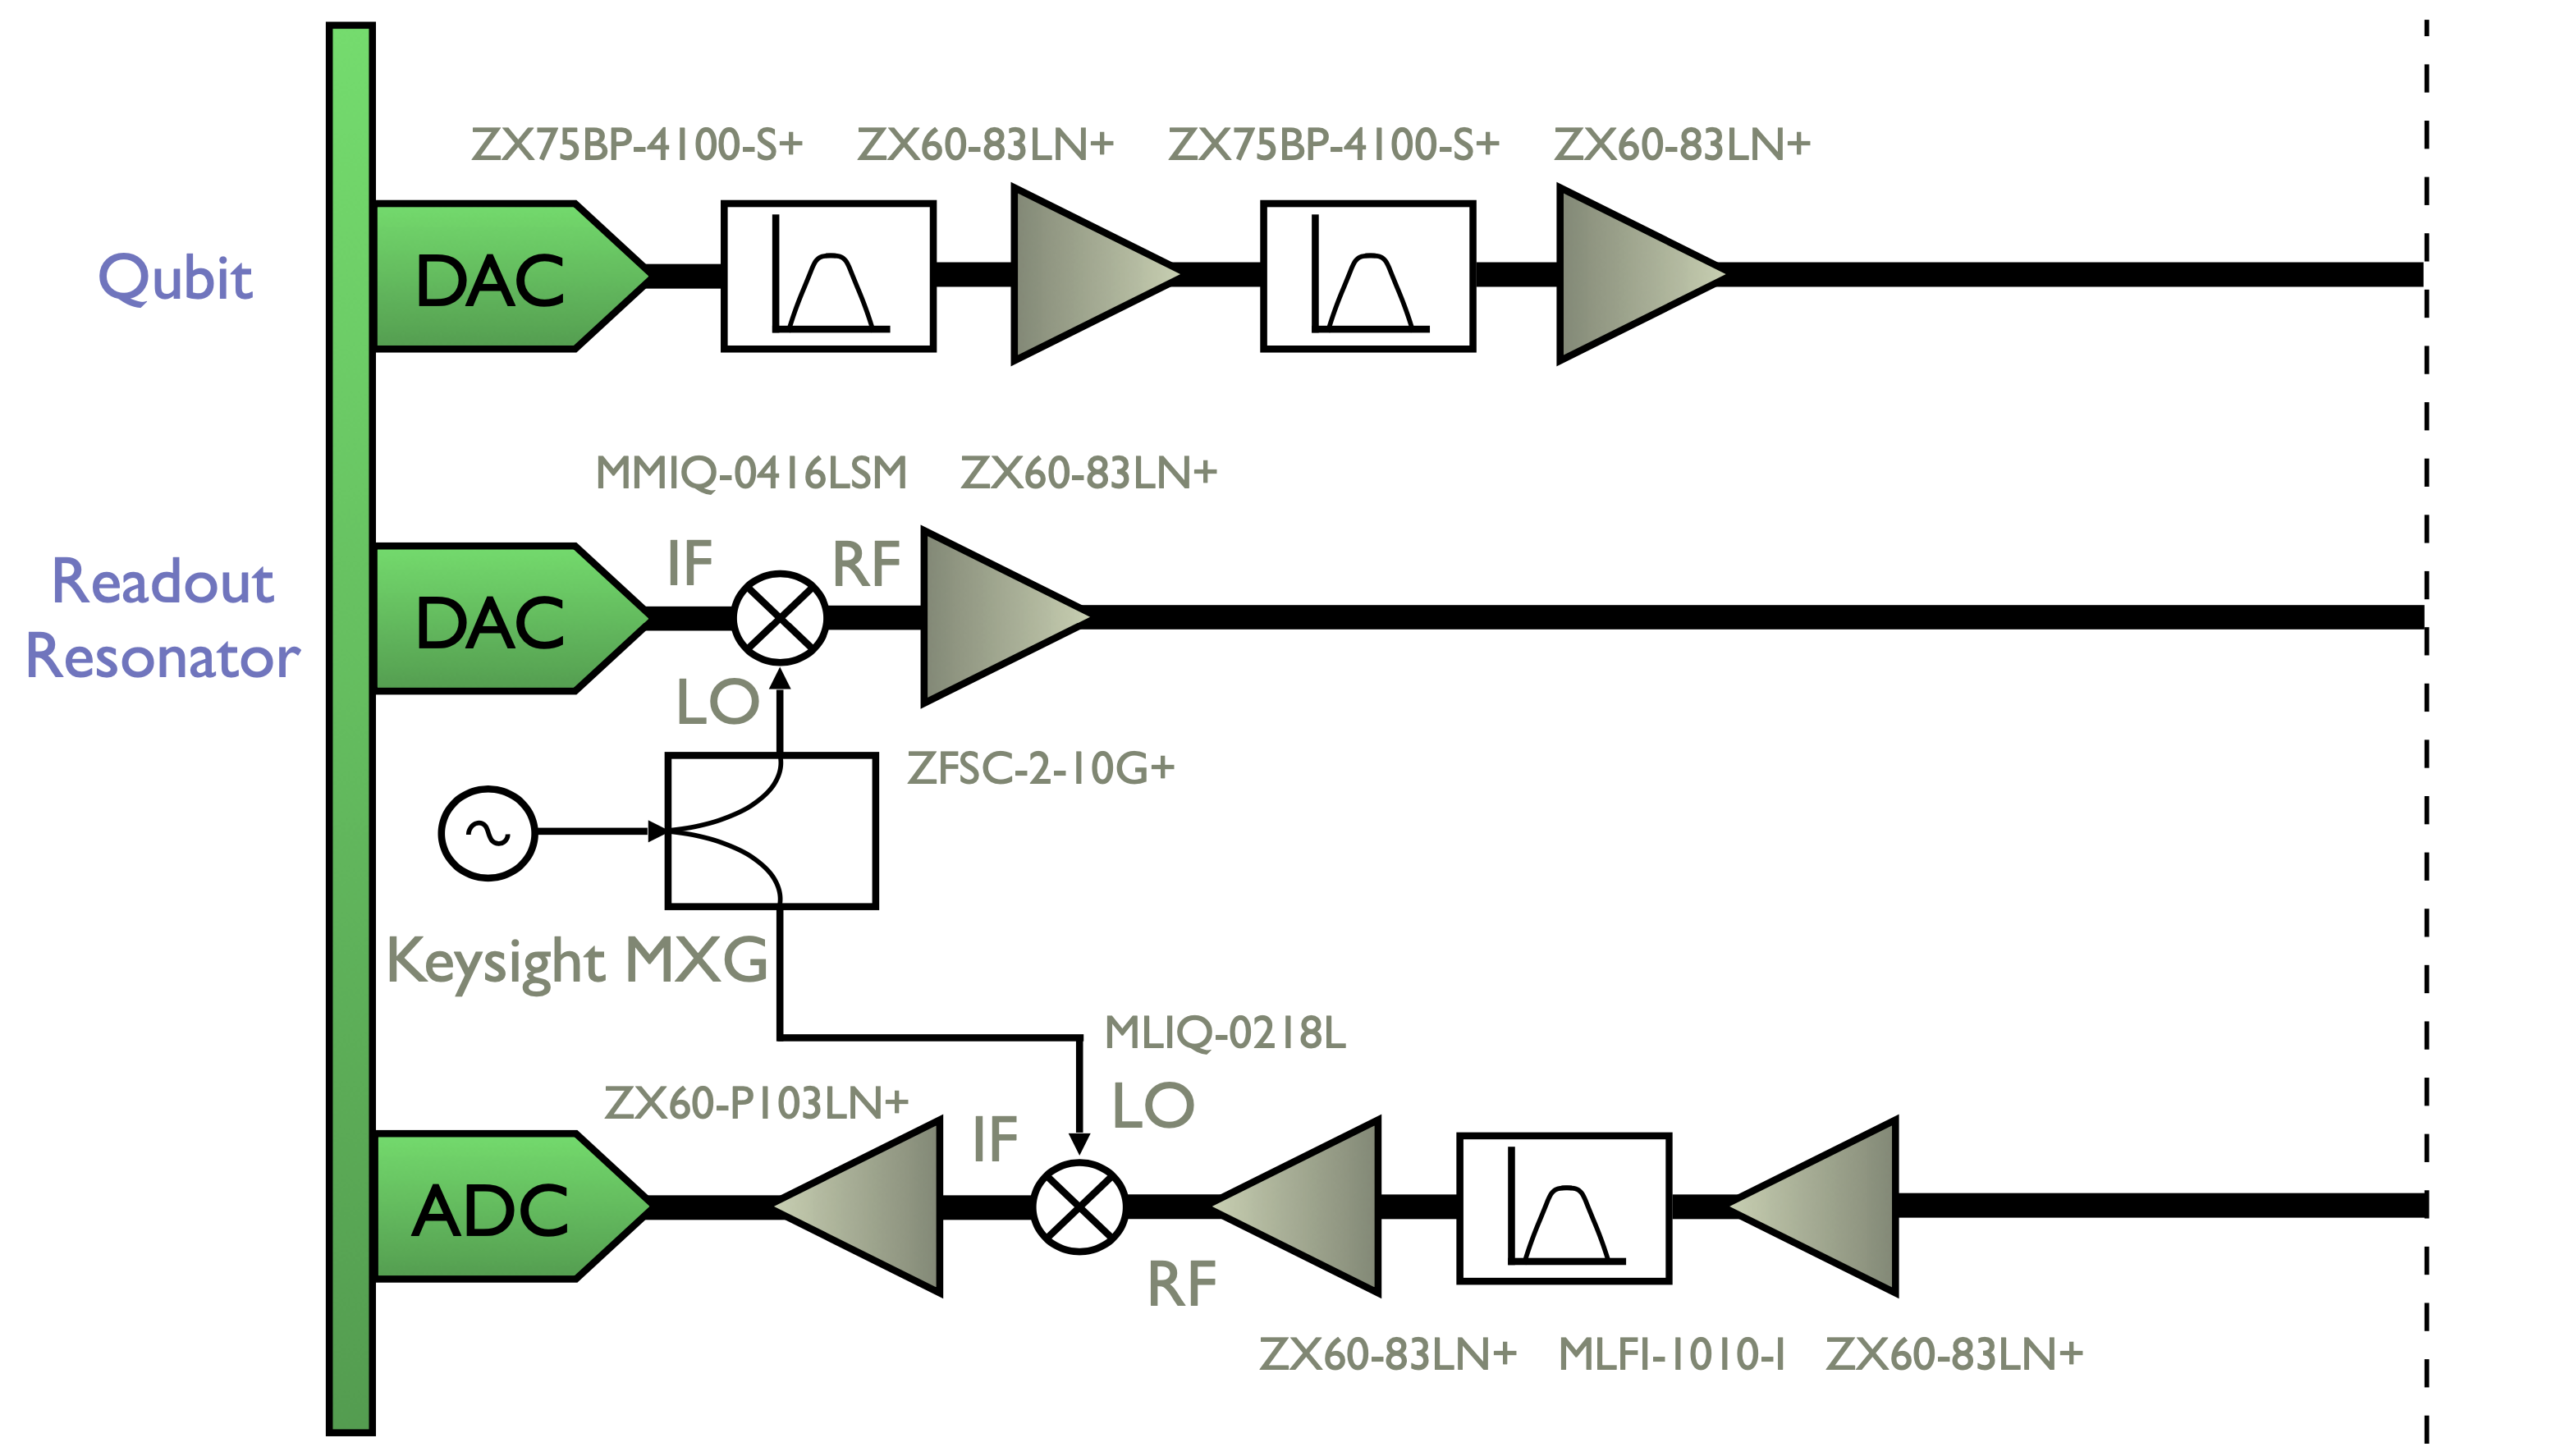 ZX75BP-4100-S+ ZX60-83LN+ ZX75BP-4100-S+ ZX60-83LN+
Qubit
DAC
MMIQ-0416LSM ZX60-83LN+
IF RF
Readout
Resonator
DAC
LO
ZFSC-2-10G+
Keysight MXG
MLIQ-0218L
ZX60-P103LN+
LO
IF
ADC
RF
ZX60-83LN+ MLFI-1010-I ZX60-83LN+